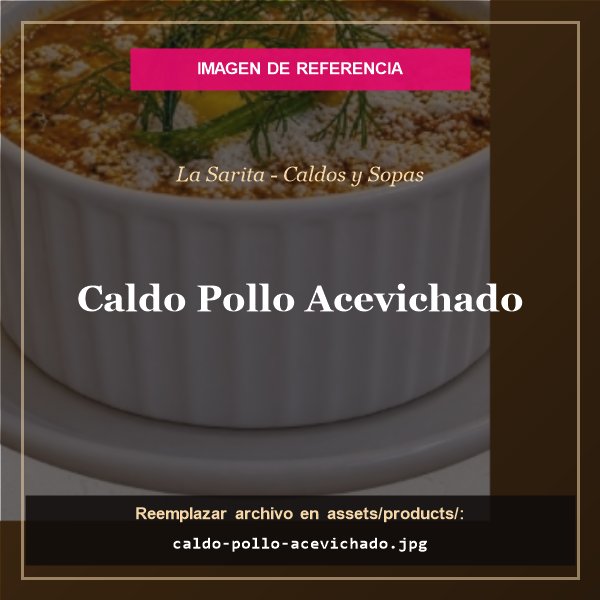 IMAGEN DE REFERENCIA
La Sarita - Caldos y Sopas
Caldo Pollo Acevichado
Reemplazar archivo en assets/products/:
caldo-pollo-acevichado.jpg